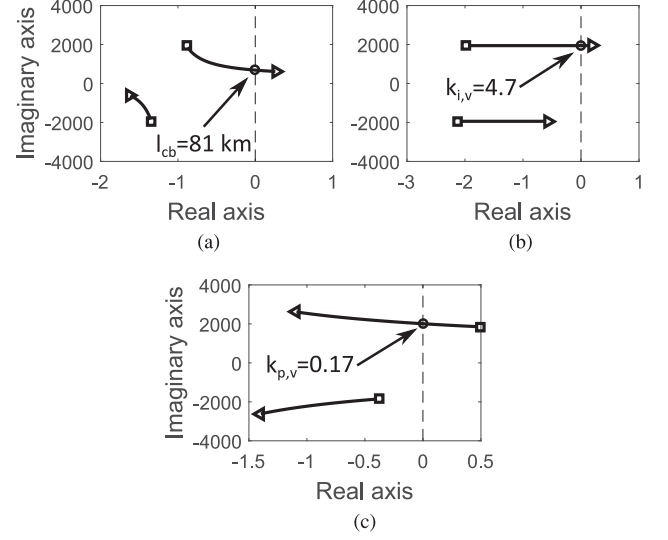 4000
2000
0
-2000
-4000
Imaginary axis
l_cb=81 km
-2 -1 0 1
Real axis
(a)
4000
2000
0
-2000
-4000
k_i,v=4.7
-3 -2 -1 0 1
Real axis
(b)
4000
2000
0
-2000
-4000
Imaginary axis
k_p,v=0.17
-1.5 -1 -0.5 0 0.5
Real axis
(c)